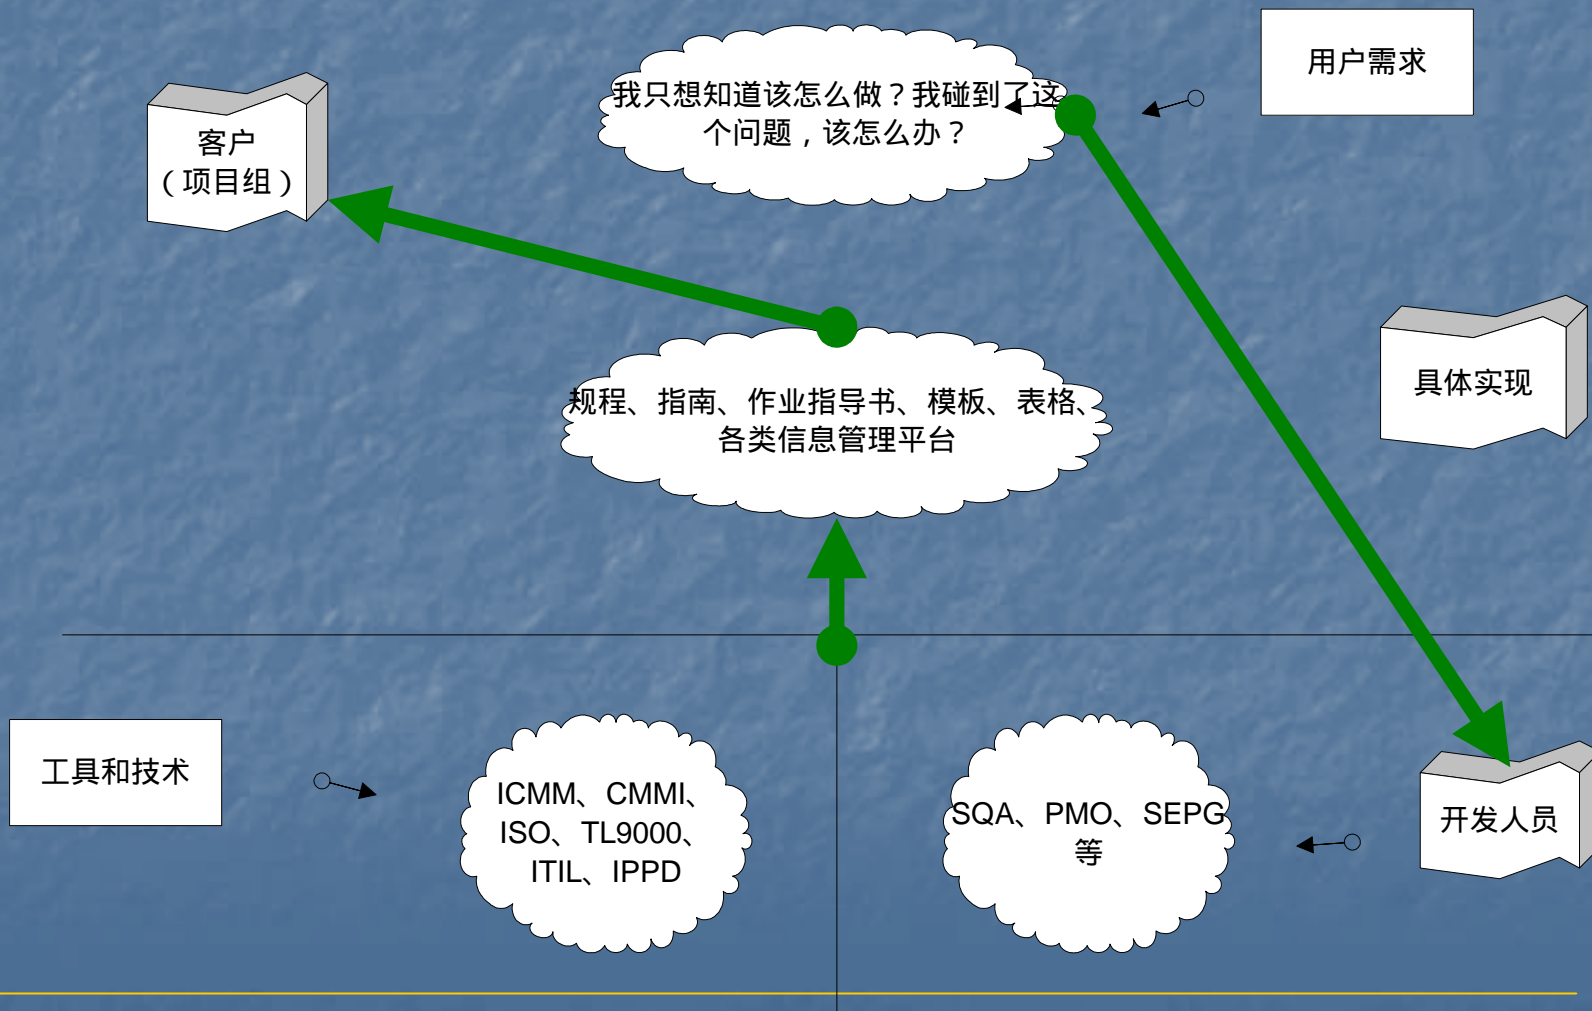 用户需求
我只想知道该怎么做？我碰到了这
个问题，该怎么办？
客户
（项目组）
具体实现
规程、指南、作业指导书、模板、表格、
各类信息管理平台
工具和技术
ICMM、CMMI、
ISO、TL9000、
ITIL、IPPD
SQA、PMO、SEPG
等
开发人员